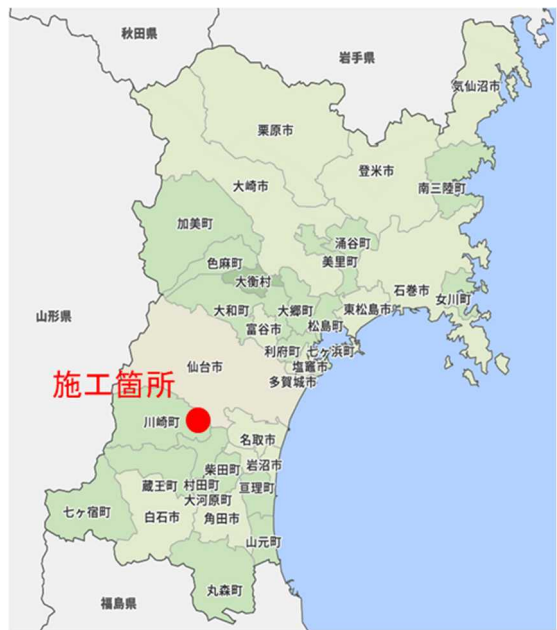 秋田県
岩手県
気仙沼市
栗原市
登米市
大崎市
南三陸町
加美町
涌谷町
美里町
色麻町
大衡村
石巻市
女川町
大和町
大郷町
東松島市
富谷市
松島町
山形県
利府町
七ヶ浜町
仙台市
塩竈市
多賀城市
施工箇所
川崎町
名取市
柴田町
岩沼市
蔵王町
村田町
亘理町
大河原町
七ヶ宿町
白石市
角田市
山元町
丸森町
福島県